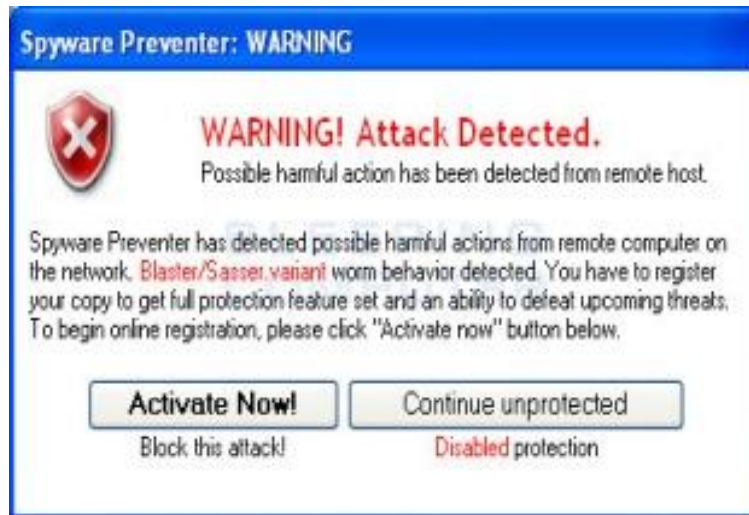 Spyware Preventer: WARNING
WARNING! Attack Detected.
Possible harmful action has been detected from remote host.
Spyware Preventer has detected possible harmful actions from remote computer on
the network. Blaster/Sasser.variant worm behavior detected. You have to register
your copy to get full protection feature set and an ability to defeat upcoming threats.
To begin online registration, please click "Activate now" button below.
Activate Now!
Continue unprotected
Block this attack!
Disabled protection